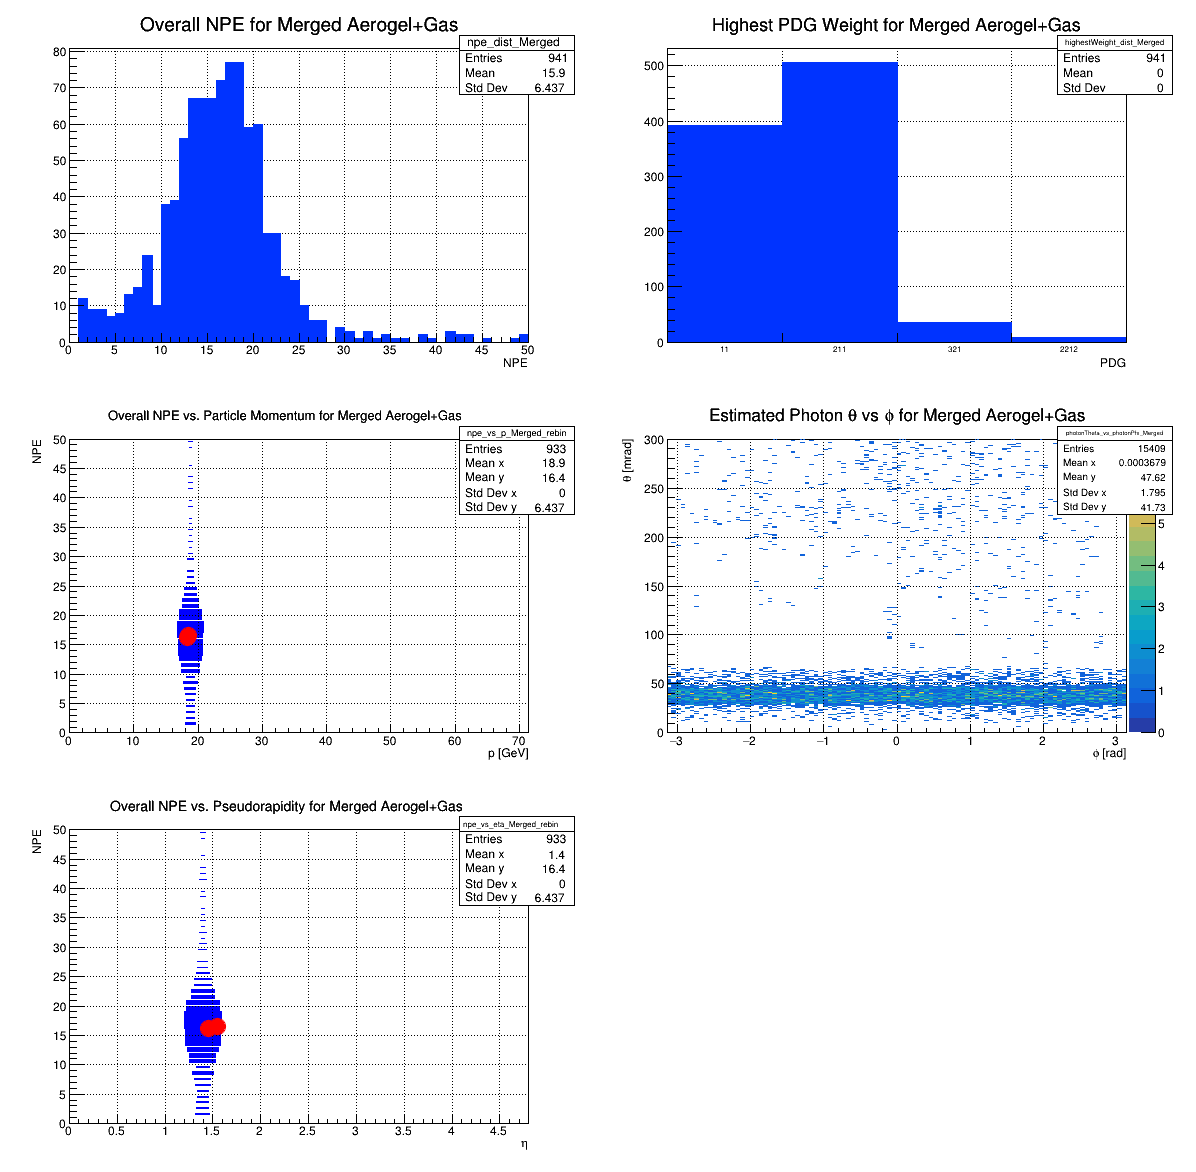 Overall NPE for Merged Aerogel+Gas
npe_dist_Merged
Entries 941
Mean 15.9
Std Dev 6.437
80
70
60
50
40
30
20
10
0
0 5 10 15 20 25 30 35 40 45 50
NPE
Highest PDG Weight for Merged Aerogel+Gas
highestWeight_dist_Merged
Entries 941
Mean 0
Std Dev 0
500
400
300
200
100
0
11 211 321 2212
PDG
Overall NPE vs. Particle Momentum for Merged Aerogel+Gas
npe_vs_p_Merged_rebin
Entries 933
Mean x 18.9
Mean y 16.4
Std Dev x 0
Std Dev y 6.437
NPE
50
45
40
35
30
25
20
15
10
5
0
0 10 20 30 40 50 60 70
p [GeV]
Estimated Photon θ vs ϕ for Merged Aerogel+Gas
photonTheta_vs_photonPhi_Merged
Entries 15409
Mean x 0.0003679
Mean y 47.62
Std Dev x 1.795
Std Dev y 41.73
θ [mrad]
300
250
200
150
100
50
0
−3 −2 −1 0 1 2 3
ϕ [rad]
5
4
3
2
1
0
Overall NPE vs. Pseudorapidity for Merged Aerogel+Gas
npe_vs_eta_Merged_rebin
Entries 933
Mean x 1.4
Mean y 16.4
Std Dev x 0
Std Dev y 6.437
NPE
50
45
40
35
30
25
20
15
10
5
0
0 0.5 1 1.5 2 2.5 3 3.5 4 4.5
η